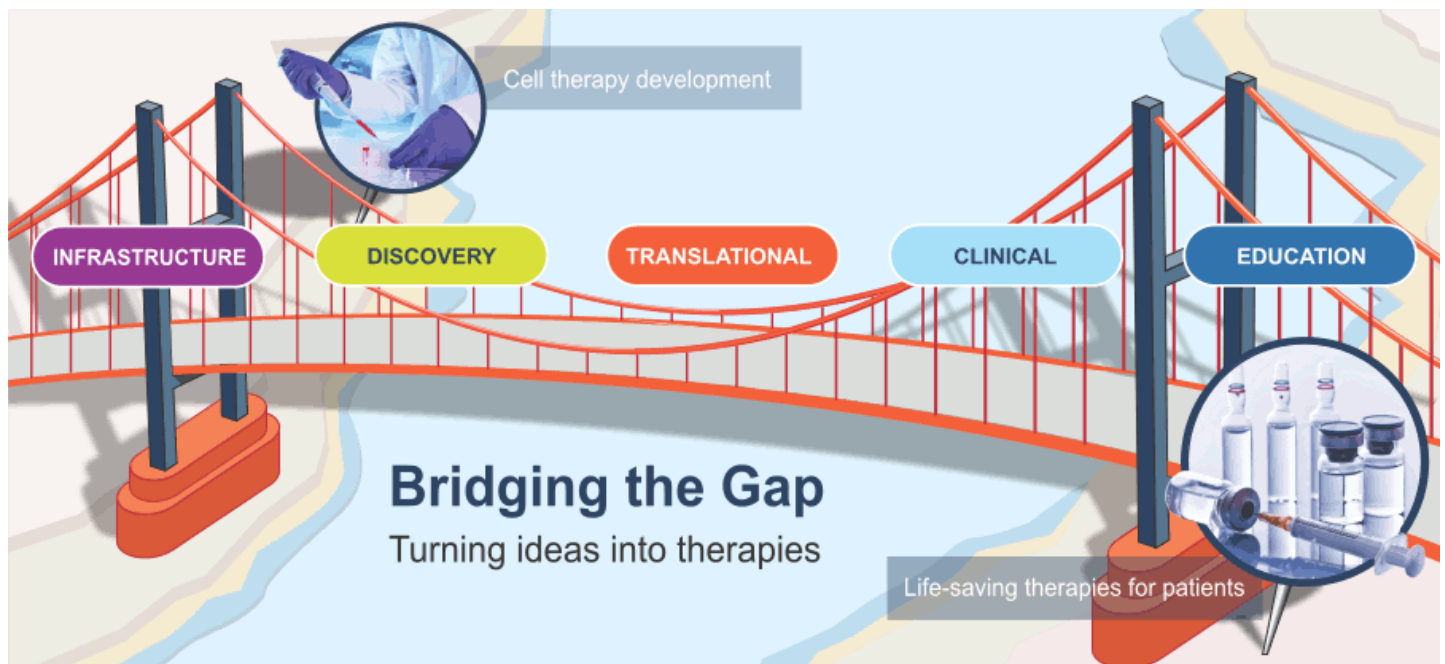 Cell therapy development
INFRASTRUCTURE
DISCOVERY
TRANSLATIONAL
CLINICAL
EDUCATION
Bridging the Gap
Turning ideas into therapies
Life-saving therapies for patients